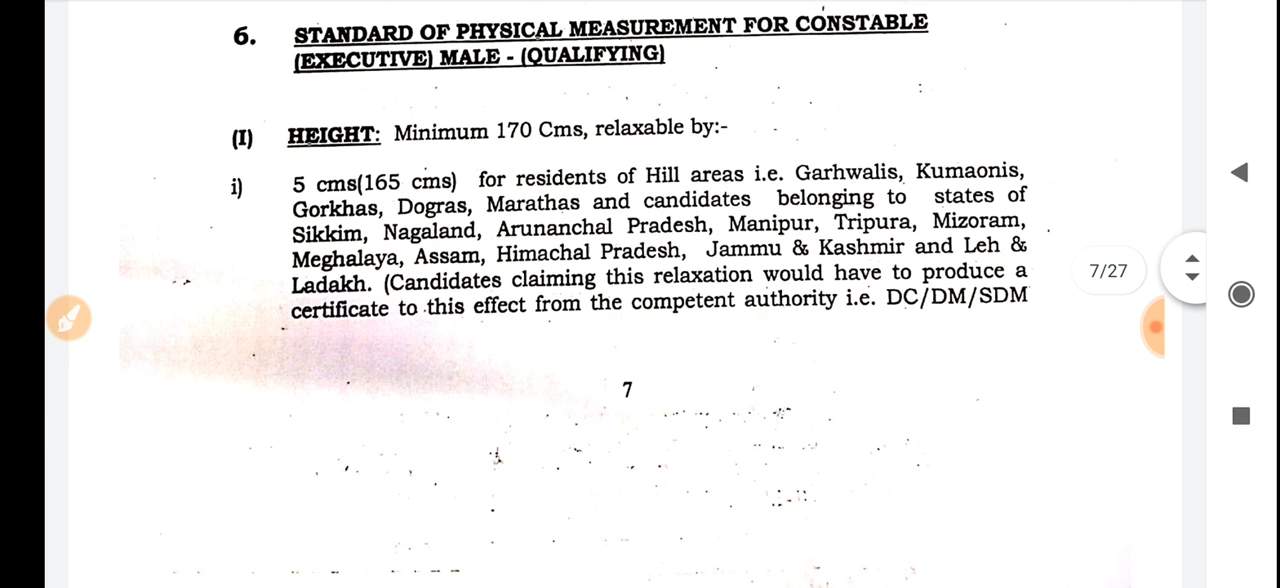 6. STANDARD OF PHYSICAL MEASUREMENT FOR CONSTABLE
(EXECUTIVE) MALE - (QUALIFYING)
(I) HEIGHT: Minimum 170 Cms, relaxable by:-
i) 5 cms(165 cms) for residents of Hill areas i.e. Garhwalis, Kumaonis,
Gorkhas, Dogras, Marathas and candidates belonging to states of
Sikkim, Nagaland, Arunanchal Pradesh, Manipur, Tripura, Mizoram,
Meghalaya, Assam, Himachal Pradesh, Jammu & Kashmir and Leh &
Ladakh. (Candidates claiming this relaxation would have to produce a
certificate to this effect from the competent authority i.e. DC/DM/SDM
7/27
7